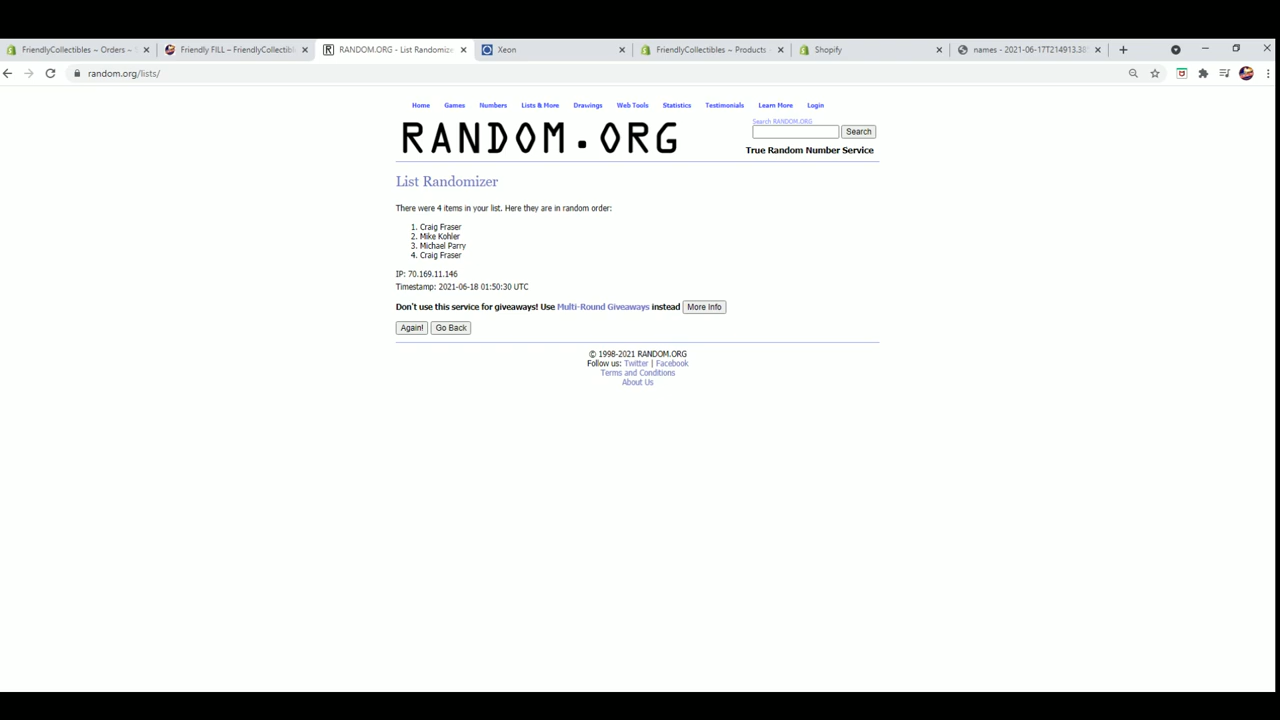 FriendlyCollectibles ~ Orders ~
Friendly FILL – FriendlyCollectib
RANDOM.ORG - List Randomize
Xeon
FriendlyCollectibles ~ Products
Shopify
names - 2021-06-17T214913.38
random.org/lists/
Home Games Numbers Lists & More Drawings Web Tools Statistics Testimonials Learn More Login
RANDOM.ORG
Search RANDOM.ORG
Search
True Random Number Service
List Randomizer
There were 4 items in your list. Here they are in random order:
1. Craig Fraser
2. Mike Kohler
3. Michael Parry
4. Craig Fraser
IP: 70.169.11.146
Timestamp: 2021-06-18 01:50:30 UTC
Don't use this service for giveaways! Use Multi-Round Giveaways instead More Info
Again! Go Back
© 1998-2021 RANDOM.ORG
Follow us: Twitter | Facebook
Terms and Conditions
About Us